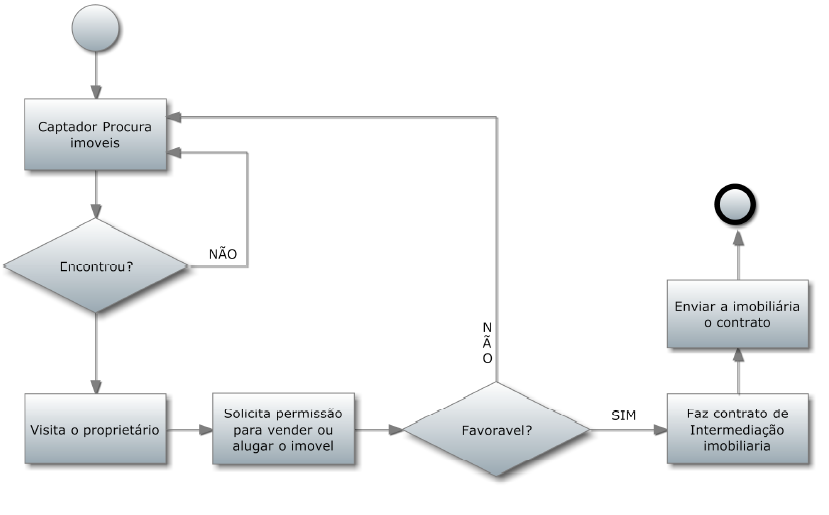 Captador Procura
imoveis
Encontrou?
NÃO
Visita o proprietário
Solicita permissão
para vender ou
alugar o imovel
N
Ã
O
Favoravel?
SIM
Faz contrato de
Intermediação
imobiliaria
Enviar a imobiliária
o contrato